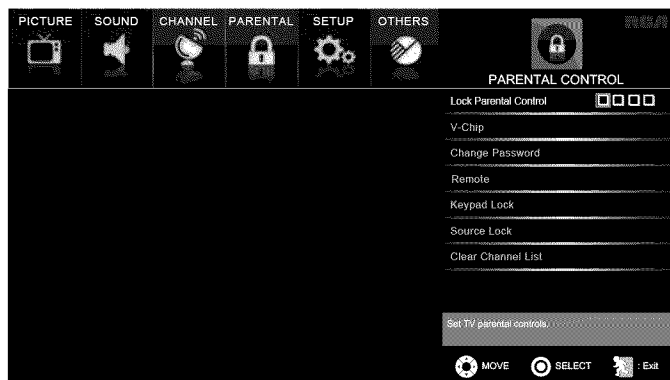 PICTURE SOUND CHANNEL PARENTAL SETUP OTHERS
RCA
PARENTAL CONTROL
Lock Parental Control
V-Chip
Change Password
Remote
Keypad Lock
Source Lock
Clear Channel List
Set TV parental controls.
MOVE SELECT : Exit